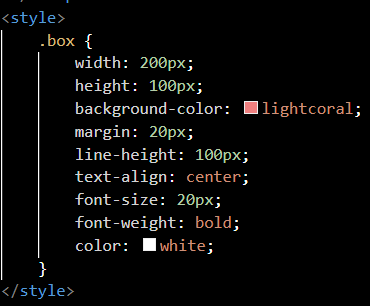 <style>
.box {
width: 200px;
height: 100px;
background-color: lightcoral;
margin: 20px;
line-height: 100px;
text-align: center;
font-size: 20px;
font-weight: bold;
color: white;
}
</style>